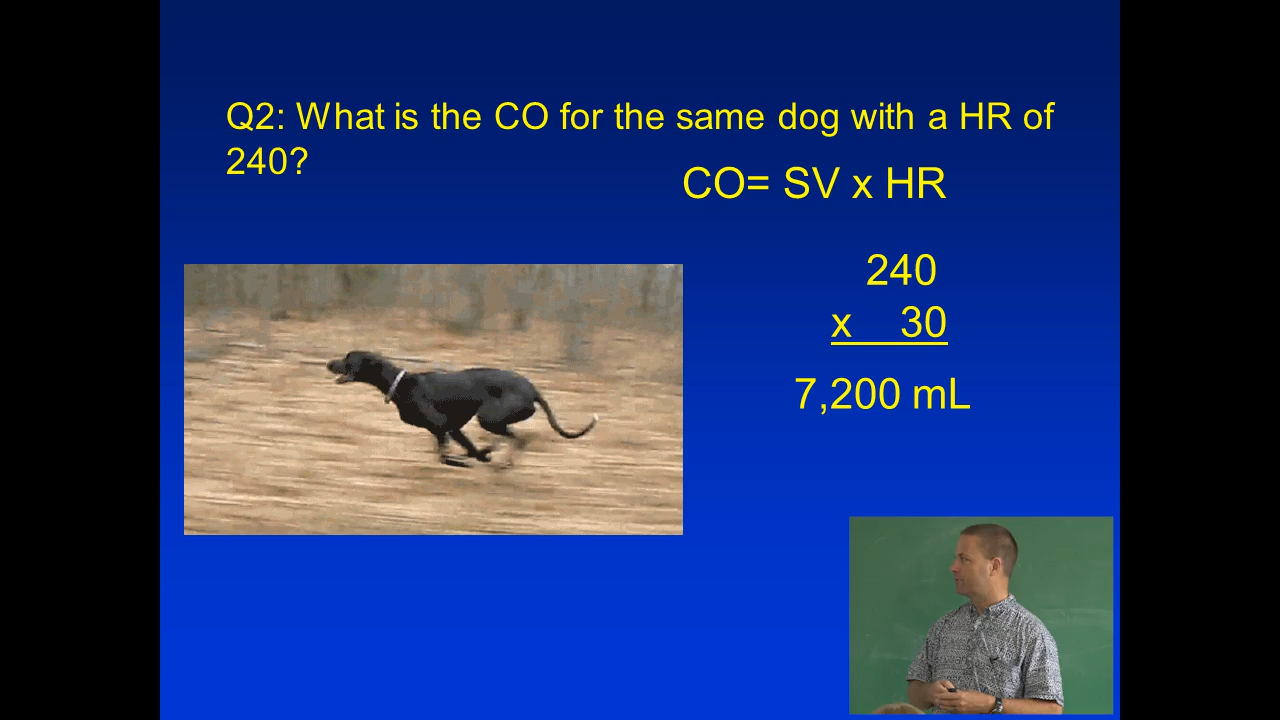 Q2: What is the CO for the same dog with a HR of
240?
CO= SV x HR
240
x 30
7,200 mL